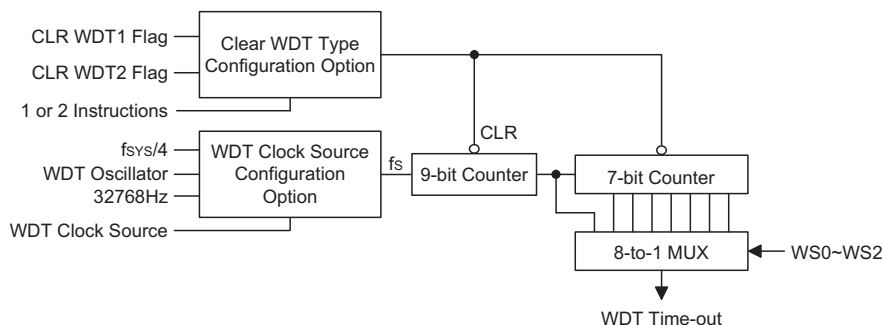 CLR WDT1 Flag
CLR WDT2 Flag
1 or 2 Instructions
Clear WDT Type
Configuration Option
CLR
fSYS/4
WDT Oscillator
32768Hz
WDT Clock Source
WDT Clock Source
Configuration
Option
fS
9-bit Counter
7-bit Counter
8-to-1 MUX
WS0~WS2
WDT Time-out